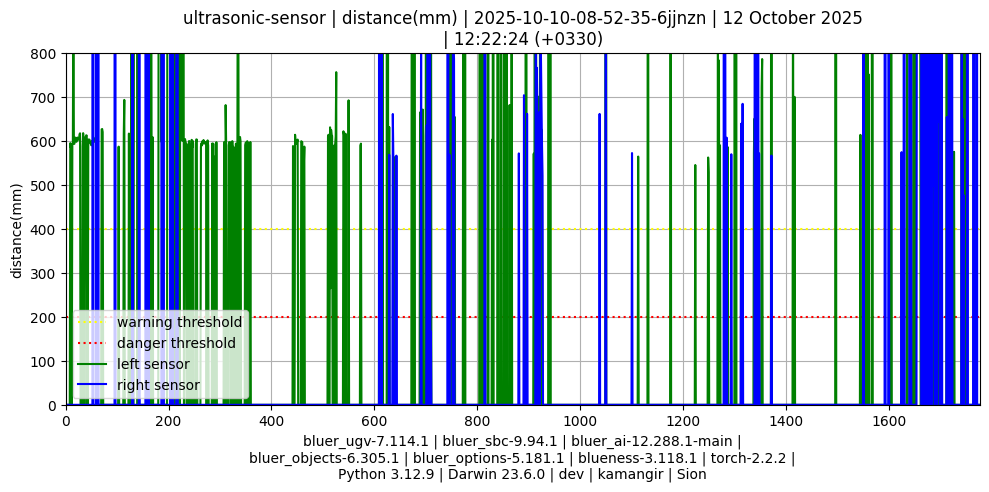 ultrasonic-sensor | distance(mm) | 2025-10-10-08-52-35-6jjnzn | 12 October 2025
| 12:22:24 (+0330)
800
700
600
500
400
300
200
100
0
distance(mm)
warning threshold
danger threshold
left sensor
right sensor
0 200 400 600 800 1000 1200 1400 1600
bluer_ugv-7.114.1 | bluer_sbc-9.94.1 | bluer_ai-12.288.1-main |
bluer_objects-6.305.1 | bluer_options-5.181.1 | blueness-3.118.1 | torch-2.2.2 |
Python 3.12.9 | Darwin 23.6.0 | dev | kamangir | Sion